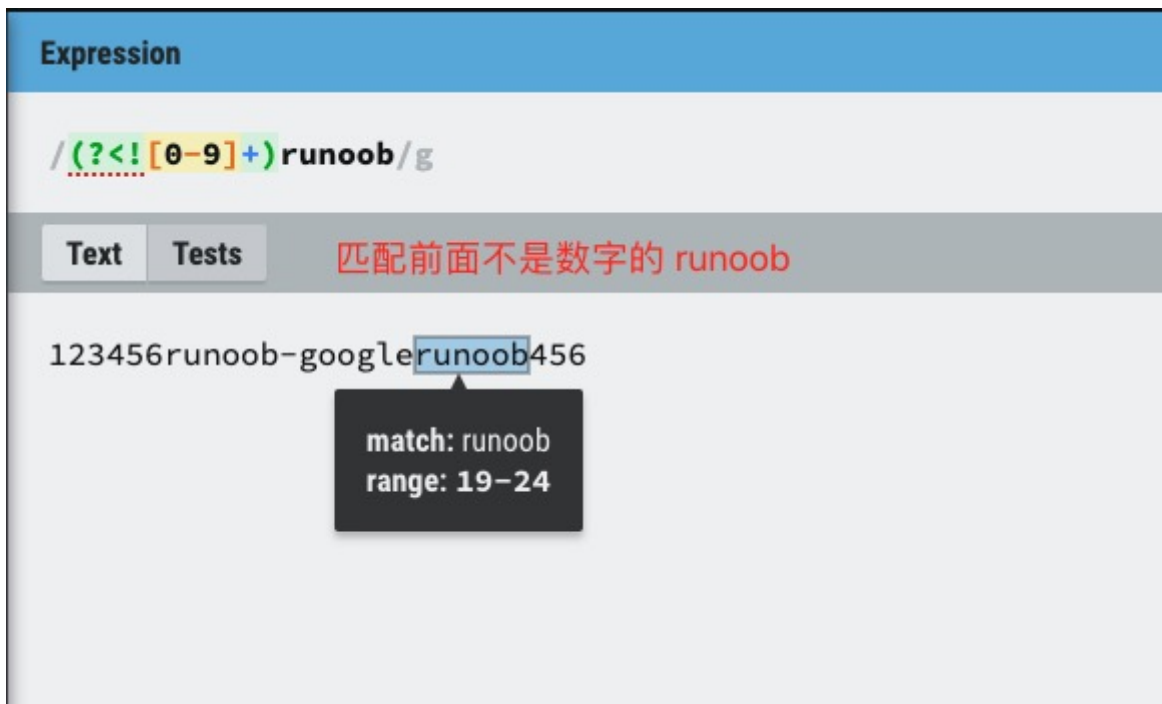 Expression
/(?<![0-9]+)runoob/g
Text Tests 匹配前面不是数字的 runoob
123456runoob-googlerunoob456
match: runoob
range: 19-24